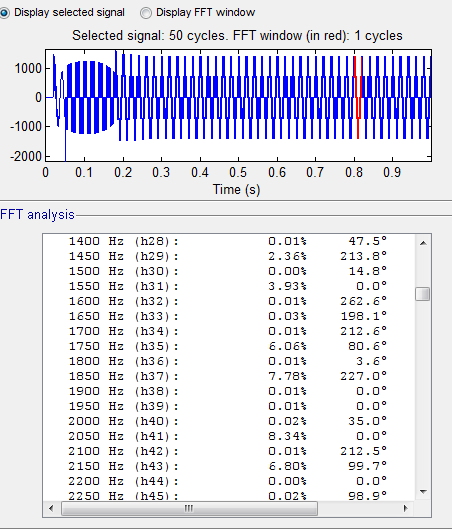 Display selected signal Display FFT window
Selected signal: 50 cycles. FFT window (in red): 1 cycles
1000
0
-1000
-2000
0 0.1 0.2 0.3 0.4 0.5 0.6 0.7 0.8 0.9
Time (s)
FFT analysis
1400 Hz (h28): 0.01% 47.5°
1450 Hz (h29): 2.36% 213.8°
1500 Hz (h30): 0.00% 14.8°
1550 Hz (h31): 3.93% 0.0°
1600 Hz (h32): 0.01% 262.6°
1650 Hz (h33): 0.03% 198.1°
1700 Hz (h34): 0.01% 212.6°
1750 Hz (h35): 6.06% 80.6°
1800 Hz (h36): 0.01% 3.6°
1850 Hz (h37): 7.78% 227.0°
1900 Hz (h38): 0.01% 0.0°
1950 Hz (h39): 0.01% 0.0°
2000 Hz (h40): 0.02% 35.0°
2050 Hz (h41): 8.34% 0.0°
2100 Hz (h42): 0.01% 212.5°
2150 Hz (h43): 6.80% 99.7°
2200 Hz (h44): 0.00% 0.0°
2250 Hz (h45): 0.02% 98.9°